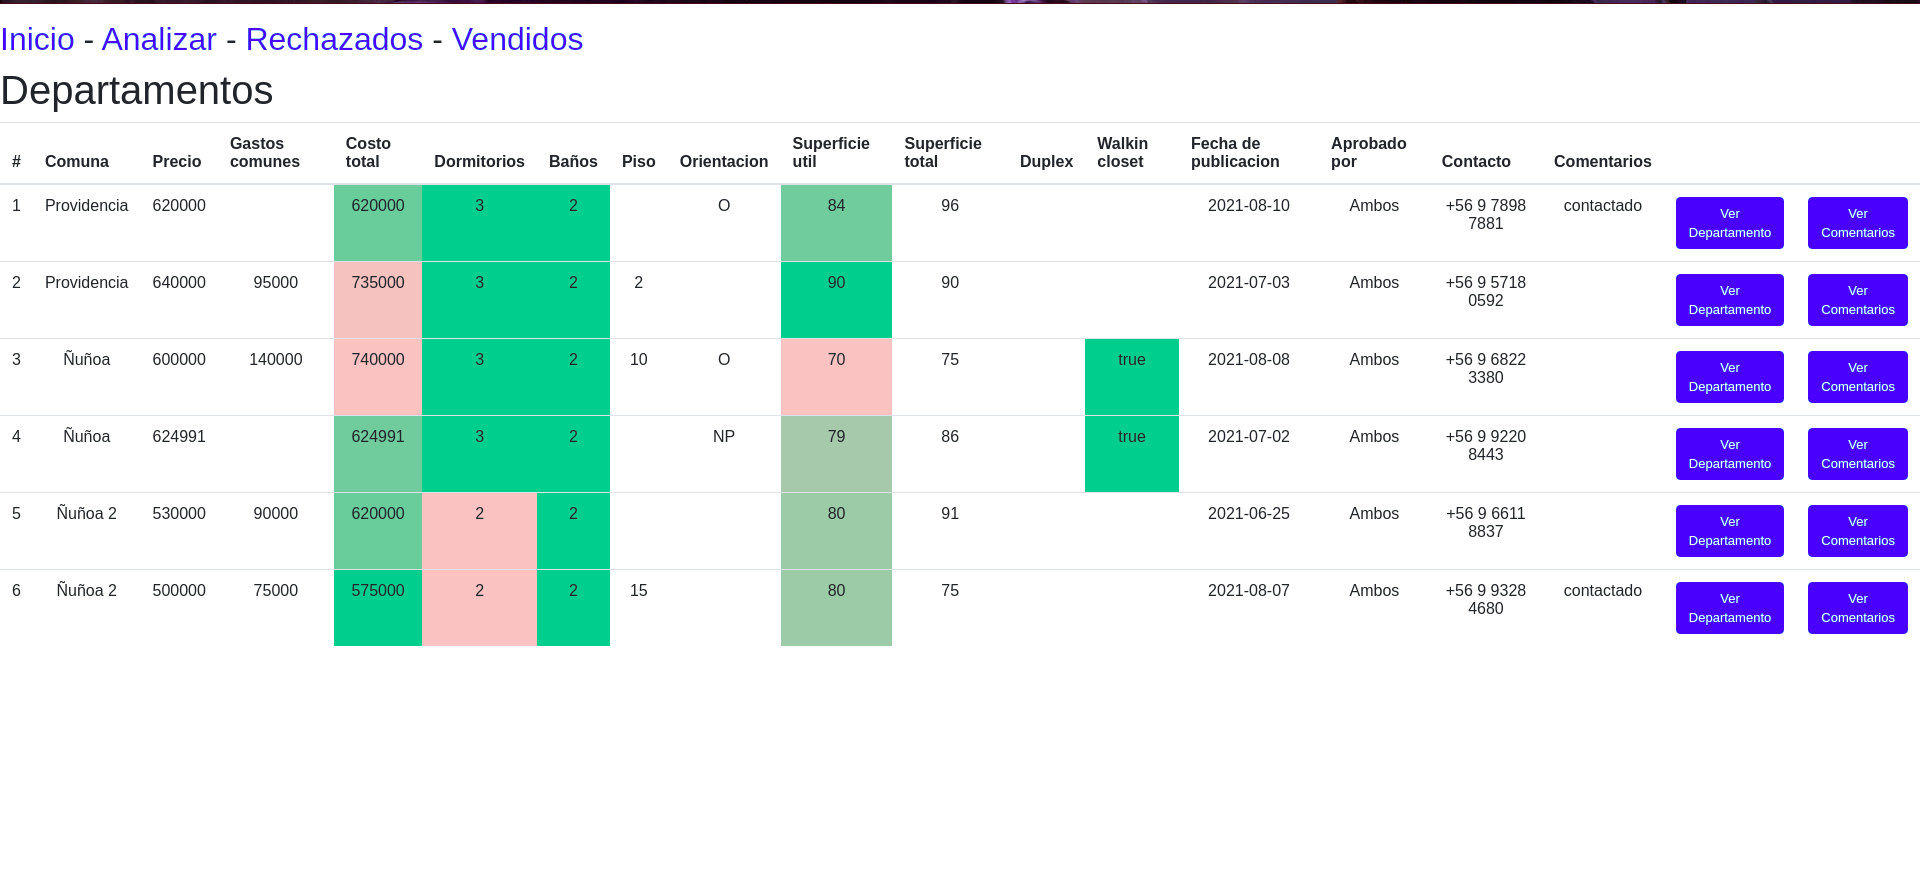 Inicio - Analizar - Rechazados - Vendidos
Departamentos
# Comuna Precio Gastos comunes Costo total Dormitorios Baños Piso Orientacion Superficie util Superficie total Duplex Walkin closet Fecha de publicacion Aprobado por Contacto Comentarios
1 Providencia 620000 620000 3 2 O 84 96 2021-08-10 Ambos +56 9 7898 7881 contactado Ver Departamento Ver Comentarios
2 Providencia 640000 95000 735000 3 2 2 90 90 2021-07-03 Ambos +56 9 5718 0592 Ver Departamento Ver Comentarios
3 Ñuñoa 600000 140000 740000 3 2 10 O 70 75 true 2021-08-08 Ambos +56 9 6822 3380 Ver Departamento Ver Comentarios
4 Ñuñoa 624991 624991 3 2 NP 79 86 true 2021-07-02 Ambos +56 9 9220 8443 Ver Departamento Ver Comentarios
5 Ñuñoa 2 530000 90000 620000 2 2 80 91 2021-06-25 Ambos +56 9 6611 8837 Ver Departamento Ver Comentarios
6 Ñuñoa 2 500000 75000 575000 2 2 15 80 75 2021-08-07 Ambos +56 9 9328 4680 contactado Ver Departamento Ver Comentarios